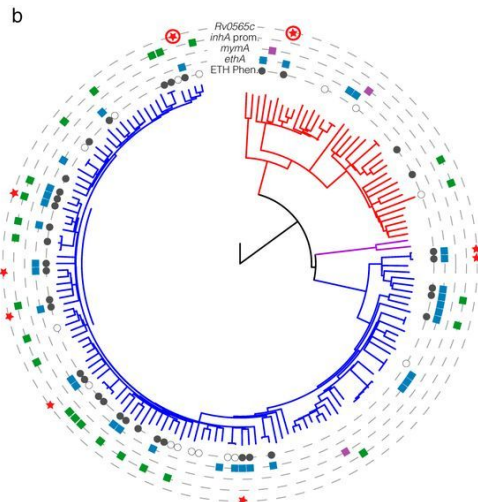 b
Rv0565c
inhA prom.
mymA
ethA
ETH Phen.